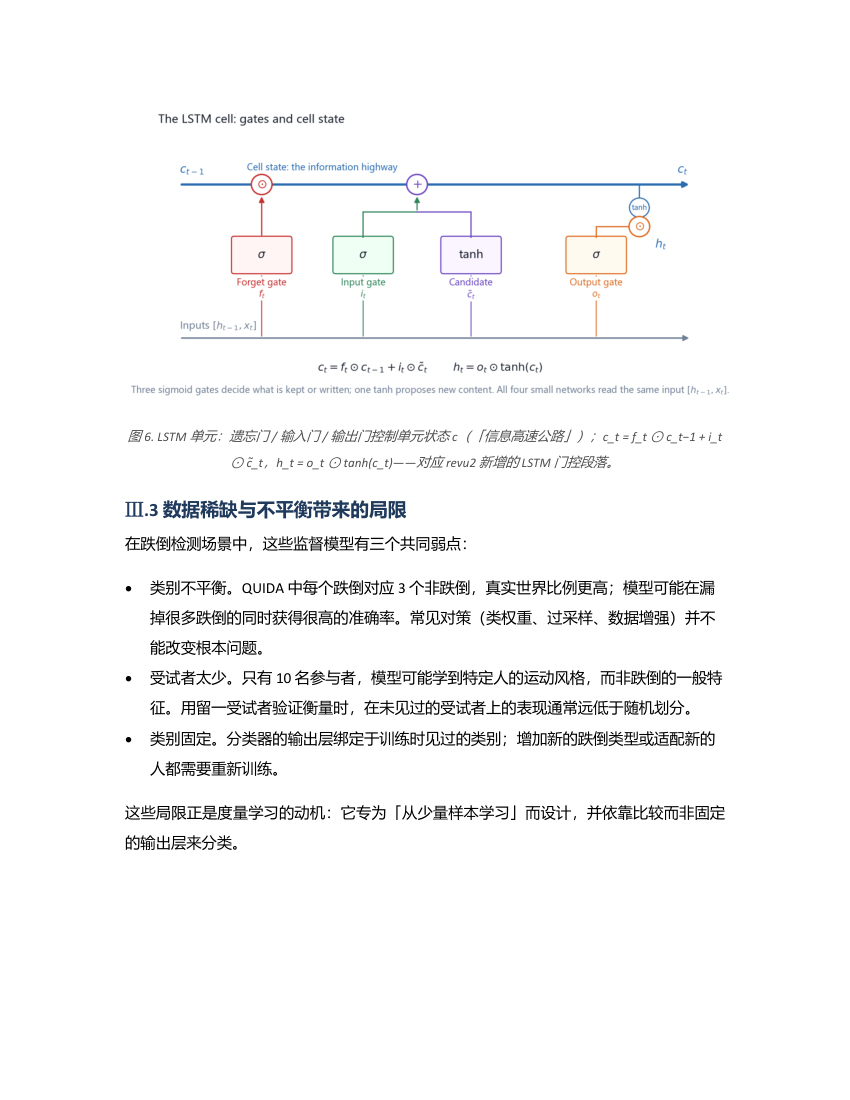 The LSTM cell: gates and cell state
c_{t−1} Cell state: the information highway c_t
⊙ +
tanh
⊙
σ σ tanh σ h_t
Forget gate Input gate Candidate Output gate
f_t i_t c̃_t o_t
Inputs [h_{t−1}, x_t]
c_t = f_t ⊙ c_{t−1} + i_t ⊙ c̃_t h_t = o_t ⊙ tanh(c_t)
Three sigmoid gates decide what is kept or written; one tanh proposes new content. All four small networks read the same input [h_{t−1}, x_t].
图 6. LSTM 单元：遗忘门 / 输入门 / 输出门控制单元状态 c（「信息高速公路」）；c_t = f_t ⊙ c_t−1 + i_t
⊙ c̃_t，h_t = o_t ⊙ tanh(c_t)——对应 revu2 新增的 LSTM 门控段落。
Ⅲ.3 数据稀缺与不平衡带来的局限
在跌倒检测场景中，这些监督模型有三个共同弱点：
• 类别不平衡。QUIDA 中每个跌倒对应 3 个非跌倒，真实世界比例更高；模型可能在漏
掉很多跌倒的同时获得很高的准确率。常见对策（类权重、过采样、数据增强）并不
能改变根本问题。
• 受试者太少。只有 10 名参与者，模型可能学到特定人的运动风格，而非跌倒的一般特
征。用留一受试者验证衡量时，在未见过的受试者上的表现通常远低于随机划分。
• 类别固定。分类器的输出层绑定于训练时见过的类别；增加新的跌倒类型或适配新的
人都需要重新训练。
这些局限正是度量学习的动机：它专为「从少量样本学习」而设计，并依靠比较而非固定
的输出层来分类。